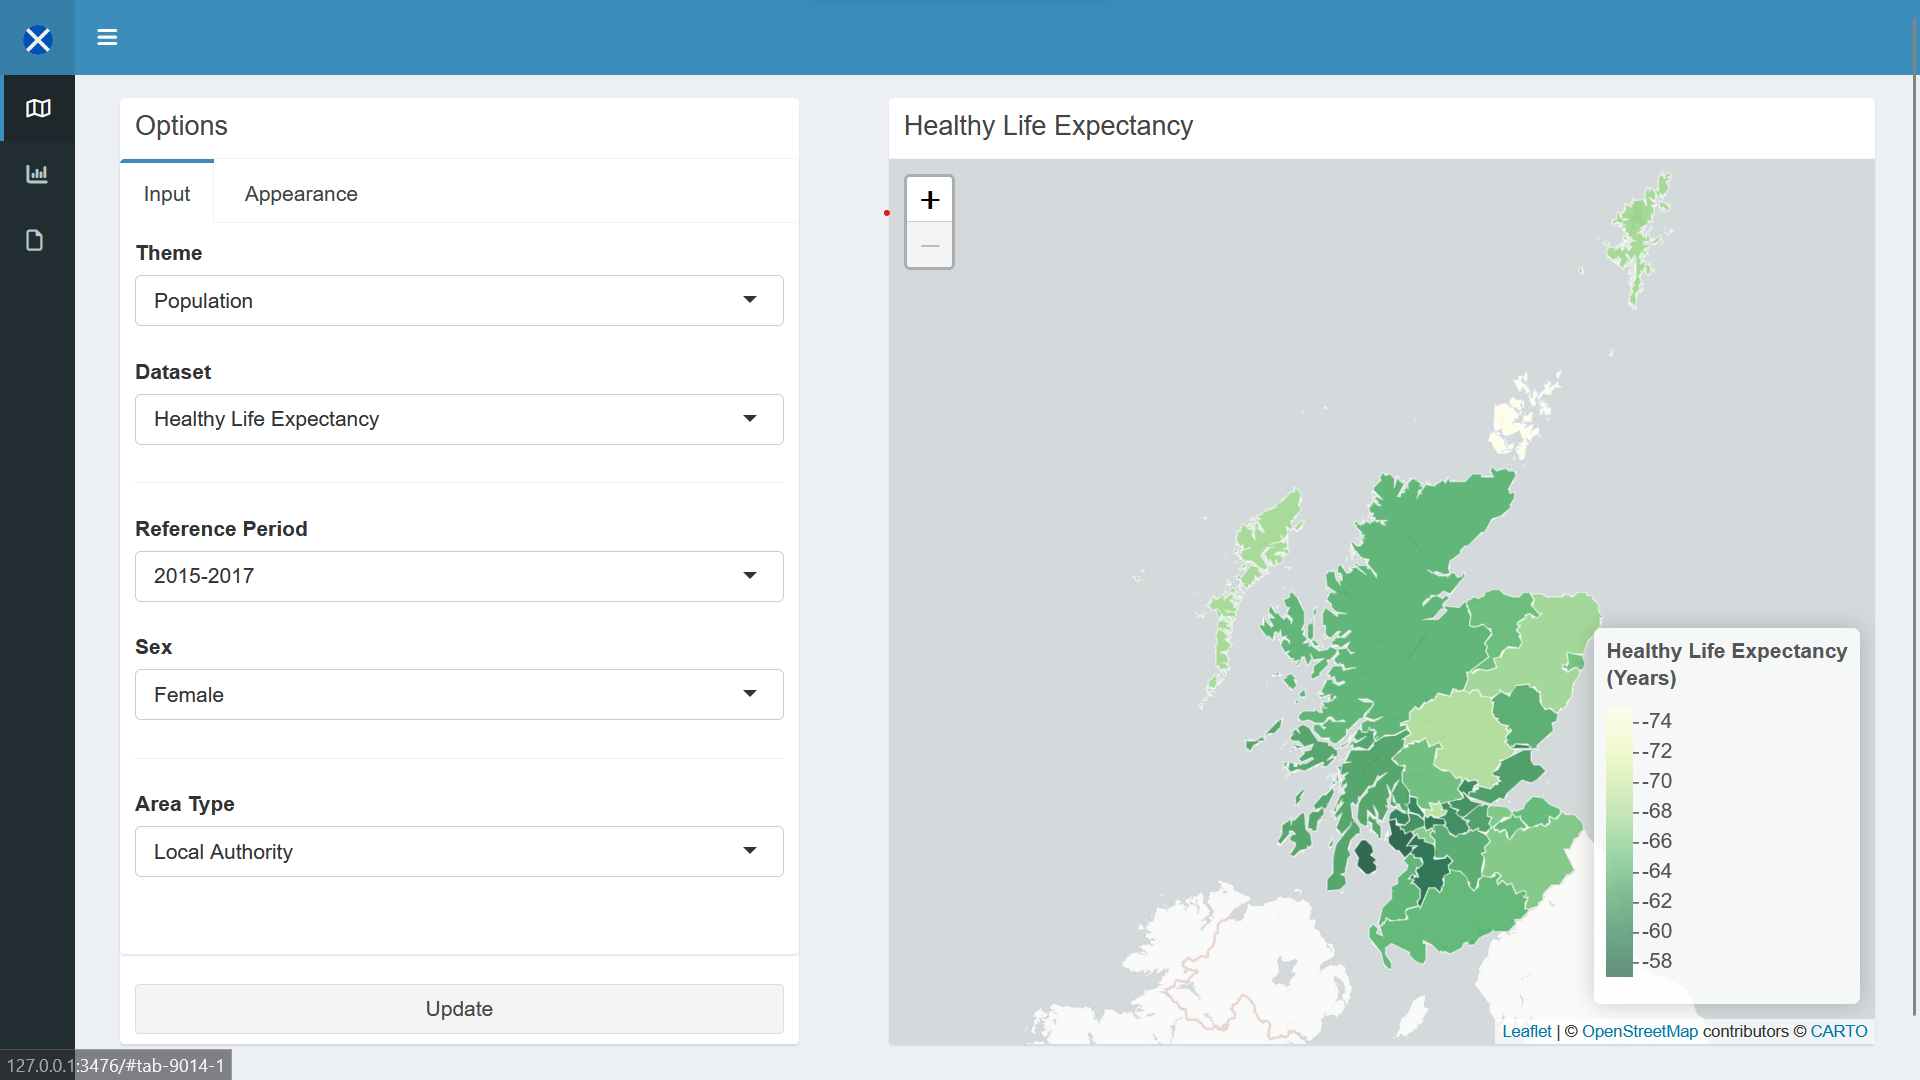 Options
Input
Appearance
Theme
Population
Dataset
Healthy Life Expectancy
Reference Period
2015-2017
Sex
Female
Area Type
Local Authority
Update
127.0.0.1:3476/#tab-9014-1
Healthy Life Expectancy
+
−
Healthy Life Expectancy
(Years)
-74
-72
-70
-68
-66
-64
-62
-60
-58
Leaflet | © OpenStreetMap contributors © CARTO